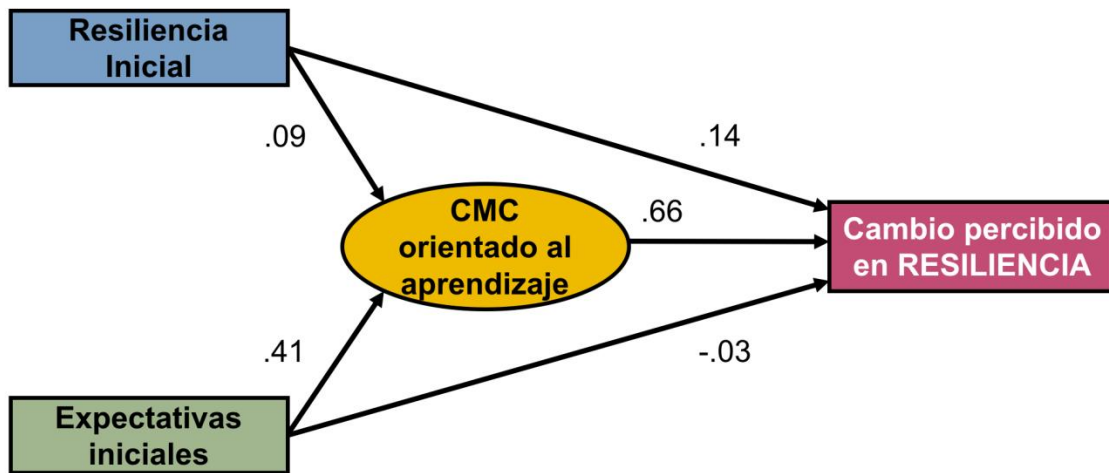 Resiliencia
Inicial
.09
.14
CMC
orientado al
aprendizaje
.66
Cambio percibido
en RESILIENCIA
.41
-.03
Expectativas
iniciales